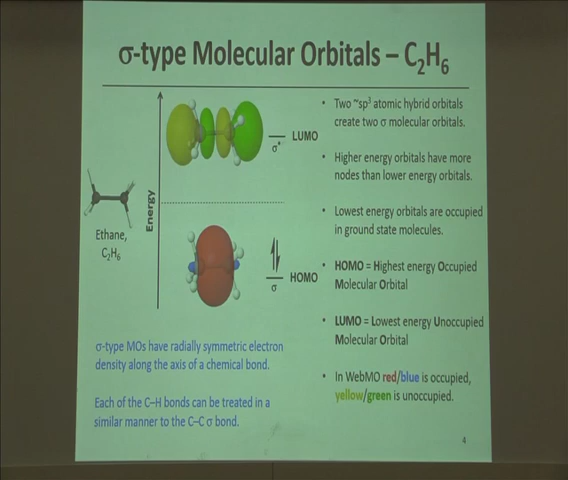 σ-type Molecular Orbitals – C₂H₆
Energy
σ*
LUMO
σ
HOMO
Ethane,
C₂H₆
σ-type MOs have radially symmetric electron
density along the axis of a chemical bond.
Each of the C–H bonds can be treated in a
similar manner to the C–C σ bond.
• Two ~sp³ atomic hybrid orbitals
create two σ molecular orbitals.
• Higher energy orbitals have more
nodes than lower energy orbitals.
• Lowest energy orbitals are occupied
in ground state molecules.
• HOMO = Highest energy Occupied
Molecular Orbital
• LUMO = Lowest energy Unoccupied
Molecular Orbital
• In WebMO red/blue is occupied,
yellow/green is unoccupied.
4